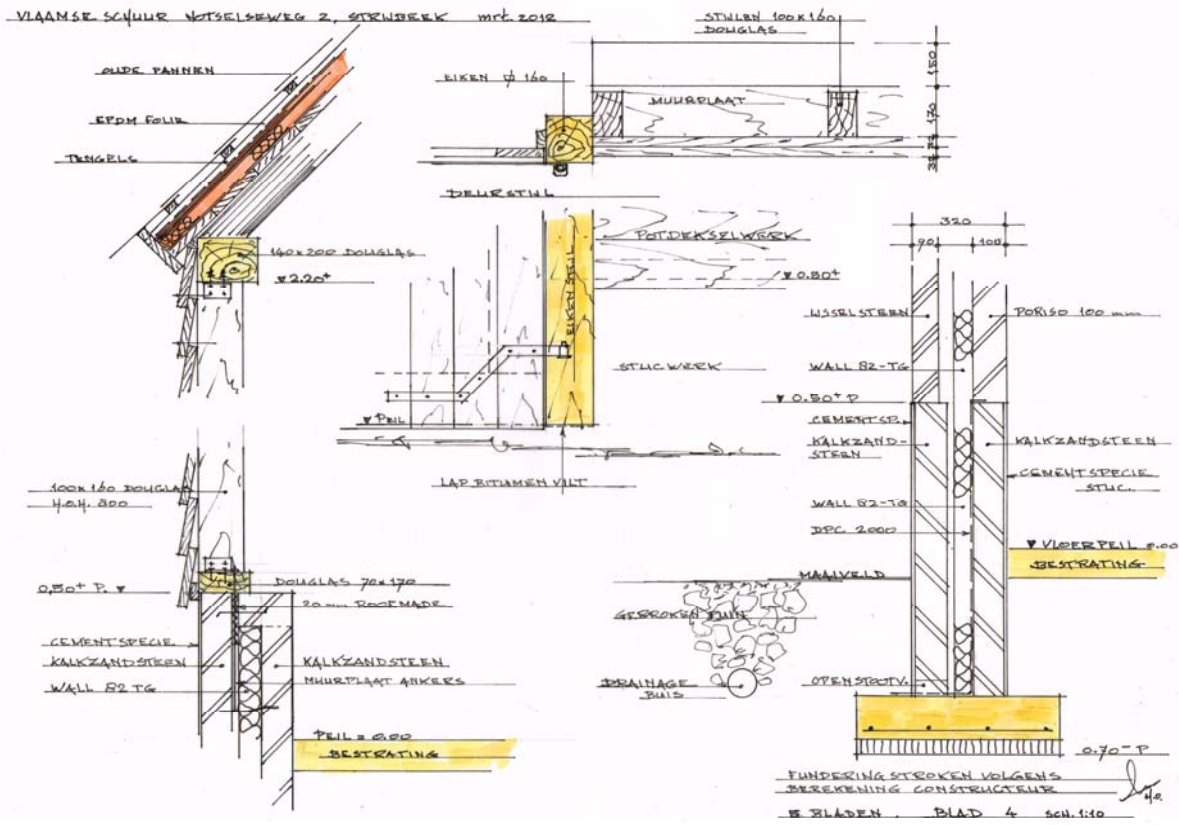 VLAAMSE SCHUUR NOTSELSEWEG 2, STRIJBEEK mrt. 2012
OUDE PANNEN
EPDM FOLIE
TENGELS
140x200 DOUGLAS
▼2.20+
EIKEN ⌀ 160
STIJLEN 100x160
DOUGLAS
MUURPLAAT
150
170
DEURSTIJL
EIKEN STIJL
POTDEKSELWERK
▼ 0.80+
STUCWERK
▼ PEIL
LAP BITUMEN VILT
100x160 DOUGLAS
H.O.H. 800
0,50+ P. ▼
DOUGLAS 70x170
20 mm ROOFMADE
CEMENTSPECIE
KALKZANDSTEEN
WALL 82 TG
KALKZANDSTEEN
MUURPLAAT ANKERS
PEIL = 0.00
BESTRATING
320
90
100
IJSSELSTEEN
PORISO 100 mm
WALL 82-TG
▼ 0.50+ P
CEMENTSP.
KALKZAND-
STEEN
KALKZANDSTEEN
CEMENTSPECIE
STUC.
WALL 82-TG
DPC 2000
▼ VLOERPEIL 0.00
BESTRATING
MAAIVELD
GEBROKEN PUIN
DRAINAGE
BUIS
OPEN STOOTV.
0.70- P
FUNDERINGSTROKEN VOLGENS
BEREKENING CONSTRUCTEUR
BLADEN. BLAD 4 SCH. 1:10